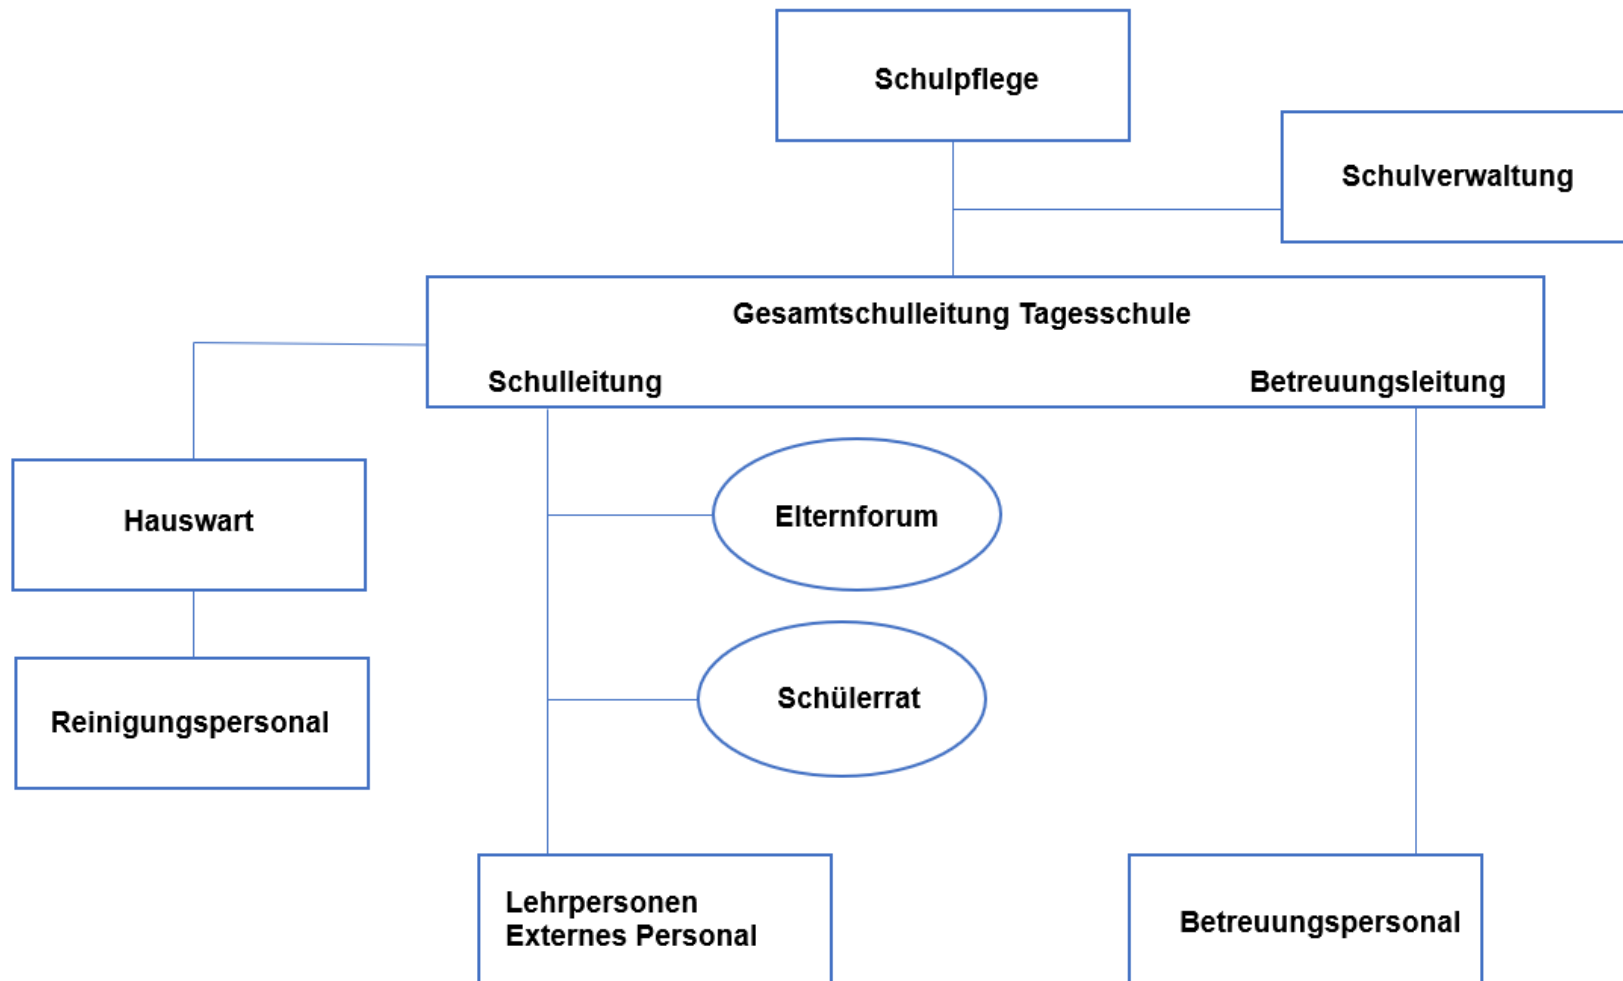 Schulpflege
Schulverwaltung
Gesamtschulleitung Tagesschule
Schulleitung
Betreuungsleitung
Hauswart
Elternforum
Schülerrat
Reinigungspersonal
Lehrpersonen
Externes Personal
Betreuungspersonal